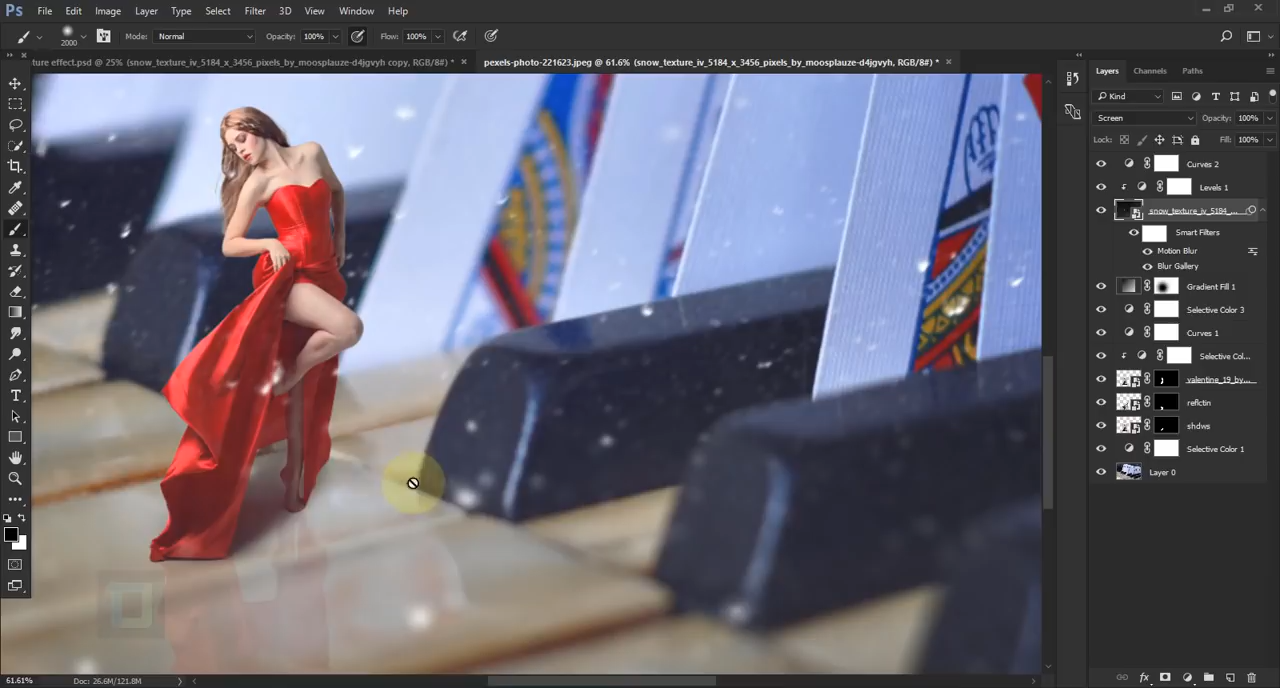 Ps File Edit Image Layer Type Select Filter 3D View Window Help
2000 Mode: Normal Opacity: 100% Flow: 100%
ture effect.psd @ 25% (snow_texture_iv_5184_x_3456_pixels_by_moosplauze-d4jgvyh copy, RGB/8#) * × pexels-photo-221623.jpeg @ 61.6% (snow_texture_iv_5184_x_3456_pixels_by_moosplauze-d4jgvyh, RGB/8#) * ×
Layers Channels Paths
Kind
Screen Opacity: 100%
Lock: Fill: 100%
Curves 2
Levels 1
snow_texture_iv_5184_...
Smart Filters
Motion Blur
Blur Gallery
Gradient Fill 1
Selective Color 3
Curves 1
Selective Col...
valentine_19_by...
reflctin
shdws
Selective Color 1
Layer 0
61.61% Doc: 26.6M/121.8M
fx